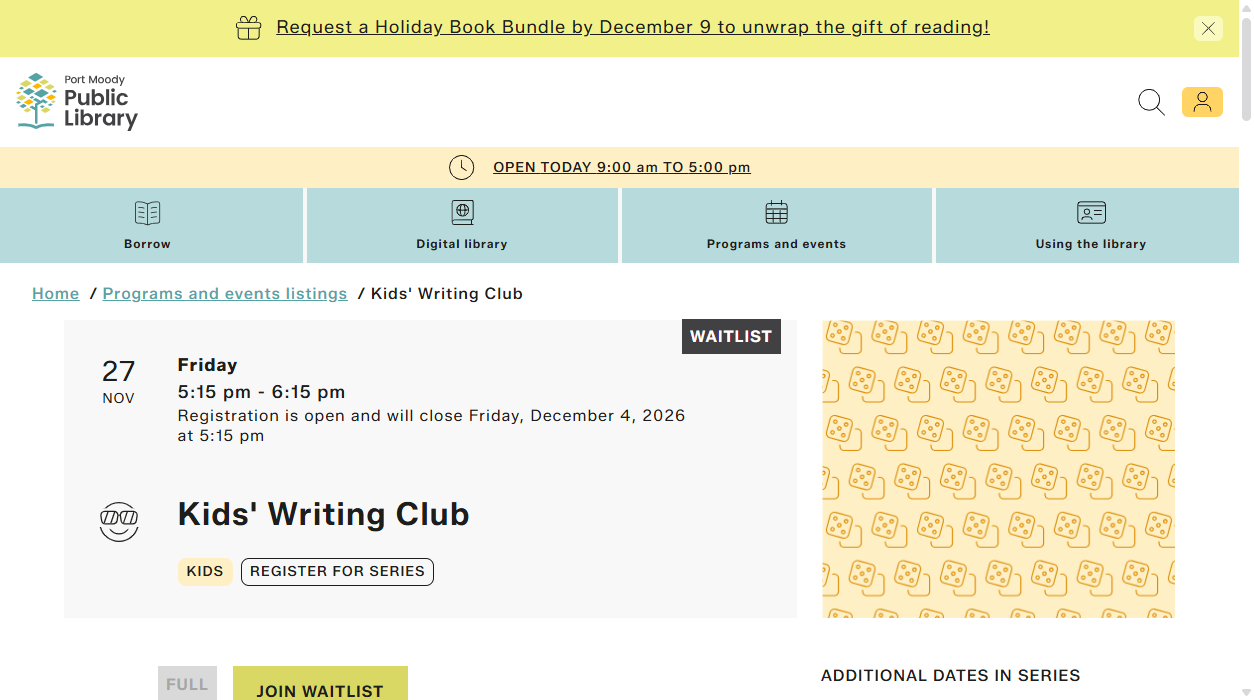 Request a Holiday Book Bundle by December 9 to unwrap the gift of reading!
Port Moody
Public
Library
OPEN TODAY 9:00 am TO 5:00 pm
Borrow
Digital library
Programs and events
Using the library
Home / Programs and events listings / Kids' Writing Club
WAITLIST
27
NOV
Friday
5:15 pm - 6:15 pm
Registration is open and will close Friday, December 4, 2026
at 5:15 pm
Kids' Writing Club
KIDS
REGISTER FOR SERIES
FULL
JOIN WAITLIST
ADDITIONAL DATES IN SERIES